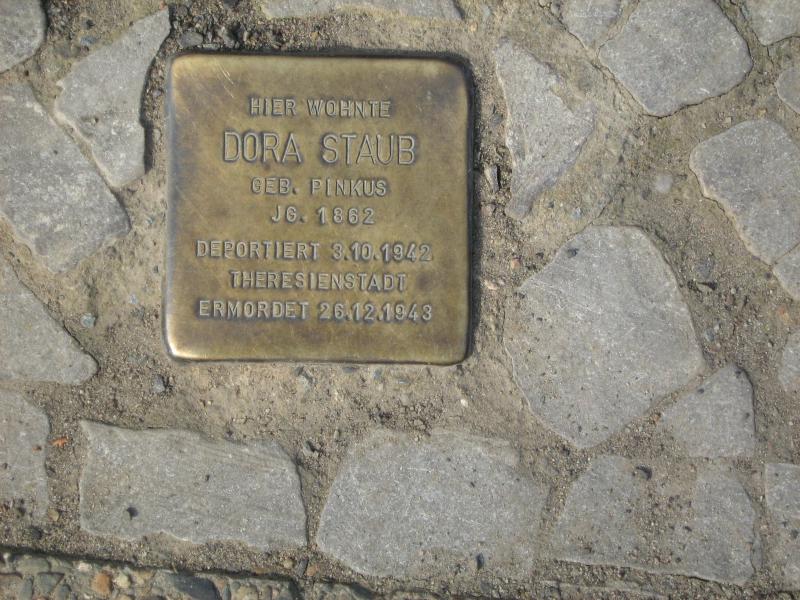 HIER WOHNTE
DORA STAUB
GEB. PINKUS
JG. 1862
DEPORTIERT 3.10.1942
THERESIENSTADT
ERMORDET 26.12.1943